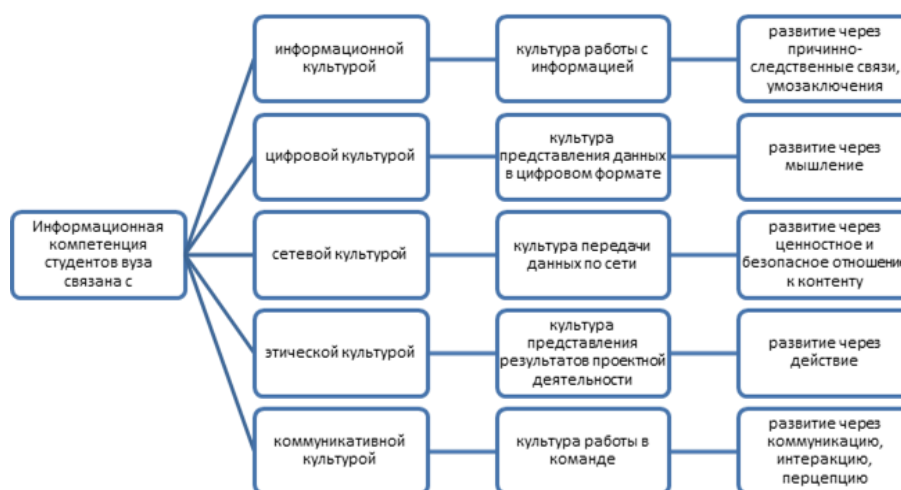 Информационная
компетенция
студентов вуза
связана с
информационной
культурой
культура работы с
информацией
развитие через
причинно-
следственные связи,
умозаключения
цифровой культурой
культура
представления данных
в цифровом формате
развитие через
мышление
сетевой культурой
культура передачи
данных по сети
развитие через
ценностное и
безопасное отношение
к контенту
этической культурой
культура
представления
результатов проектной
деятельности
развитие через
действие
коммуникативной
культурой
культура работы в
команде
развитие через
коммуникацию,
интеракцию,
перцепцию